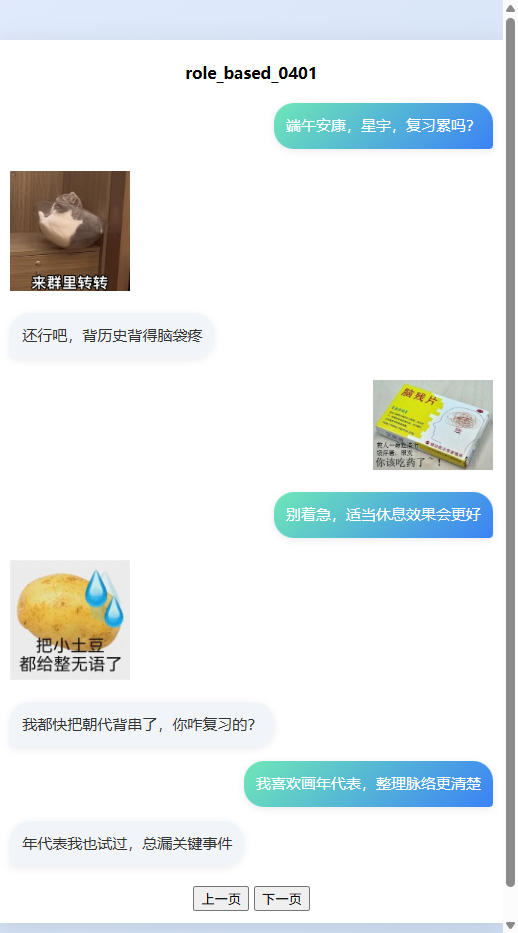 role_based_0401
端午安康，星宇，复习累吗？
来群里转转
还行吧，背历史背得脑袋疼
脑残片
你该吃药了~！
别着急，适当休息效果会更好
把小土豆
都给整无语了
我都快把朝代背串了，你咋复习的？
我喜欢画年代表，整理脉络更清楚
年代表我也试过，总漏关键事件
上一页
下一页